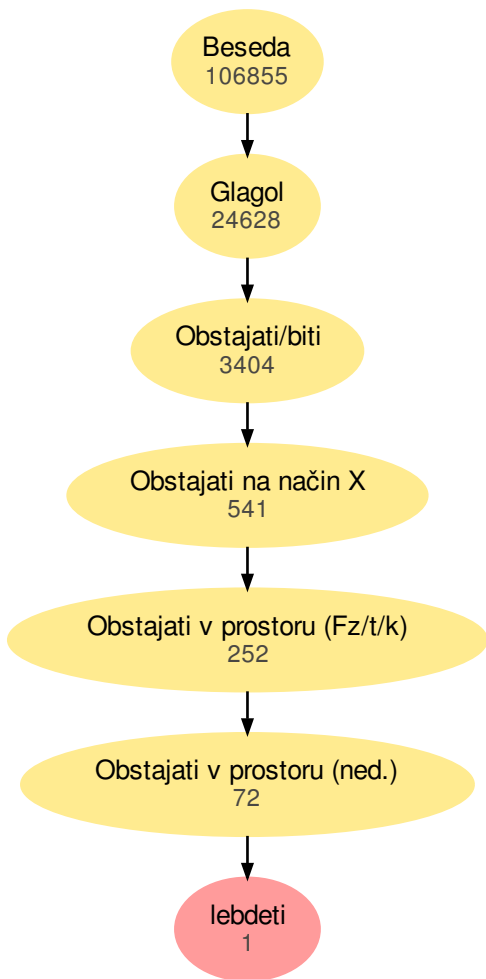 Beseda
106855
Glagol
24628
Obstajati/biti
3404
Obstajati na način X
541
Obstajati v prostoru (Fz/t/k)
252
Obstajati v prostoru (ned.)
72
lebdeti
1